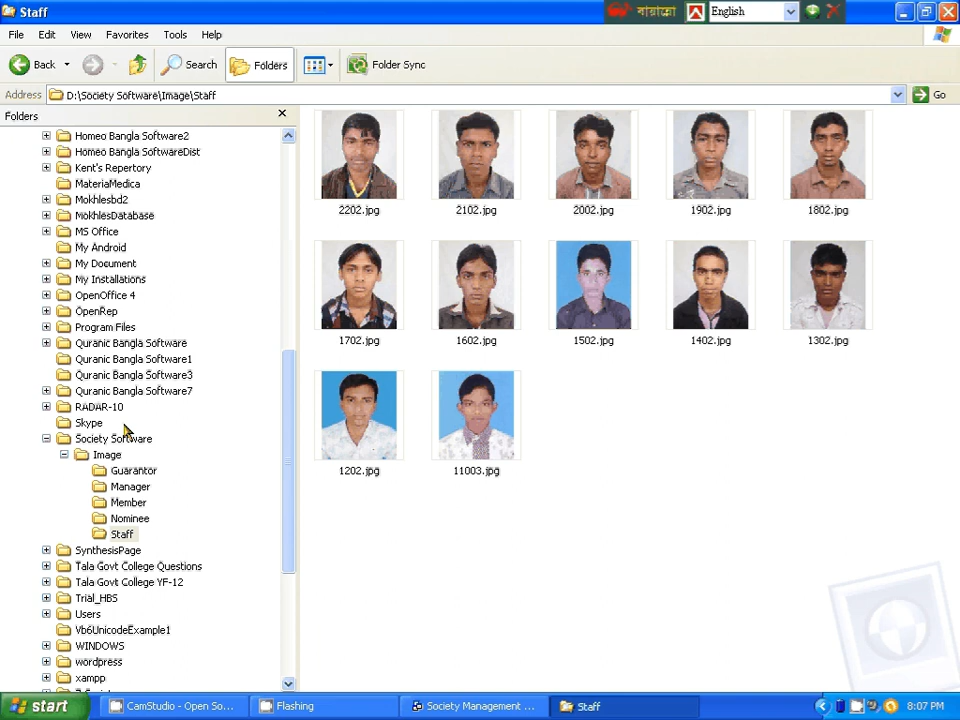 Staff
বায়ান্নো English
File Edit View Favorites Tools Help
Back Search Folders Folder Sync
Address D:\Society Software\Image\Staff Go
Folders
Homeo Bangla Software2
Homeo Bangla SoftwareDist
Kent's Repertory
MateriaMedica
Mokhlesbd2
MokhlesDatabase
MS Office
My Android
My Document
My Installations
OpenOffice 4
OpenRep
Program Files
Quranic Bangla Software
Quranic Bangla Software1
Quranic Bangla Software3
Quranic Bangla Software7
RADAR-10
Skype
Society Software
Image
Guarantor
Manager
Member
Nominee
Staff
SynthesisPage
Tala Govt College Questions
Tala Govt College YF-12
Trial_HBS
Users
Vb6UnicodeExample1
WINDOWS
wordpress
xampp
2202.jpg 2102.jpg 2002.jpg 1902.jpg 1802.jpg
1702.jpg 1602.jpg 1502.jpg 1402.jpg 1302.jpg
1202.jpg 11003.jpg
start CamStudio - Open So... Flashing Society Management ... Staff 8:07 PM